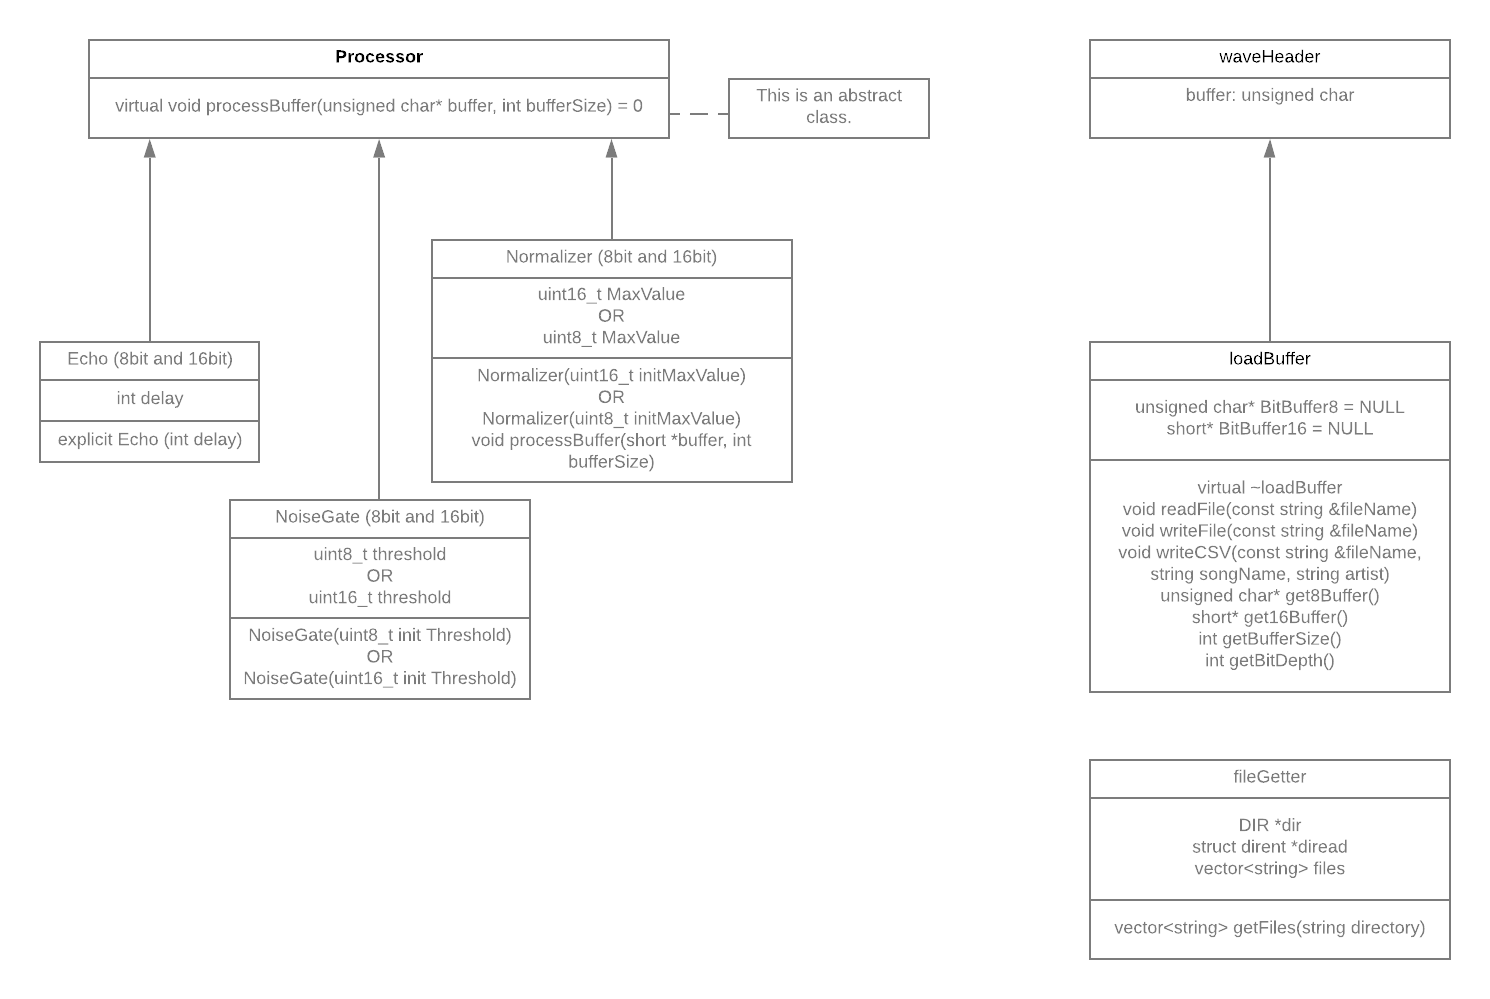 Processor
virtual void processBuffer(unsigned char* buffer, int bufferSize) = 0
This is an abstract
class.
waveHeader
buffer: unsigned char
Normalizer (8bit and 16bit)
uint16_t MaxValue
OR
uint8_t MaxValue
Normalizer(uint16_t initMaxValue)
OR
Normalizer(uint8_t initMaxValue)
void processBuffer(short *buffer, int
bufferSize)
Echo (8bit and 16bit)
int delay
explicit Echo (int delay)
NoiseGate (8bit and 16bit)
uint8_t threshold
OR
uint16_t threshold
NoiseGate(uint8_t init Threshold)
OR
NoiseGate(uint16_t init Threshold)
loadBuffer
unsigned char* BitBuffer8 = NULL
short* BitBuffer16 = NULL
virtual ~loadBuffer
void readFile(const string &fileName)
void writeFile(const string &fileName)
void writeCSV(const string &fileName,
string songName, string artist)
unsigned char* get8Buffer()
short* get16Buffer()
int getBufferSize()
int getBitDepth()
fileGetter
DIR *dir
struct dirent *diread
vector<string> files
vector<string> getFiles(string directory)